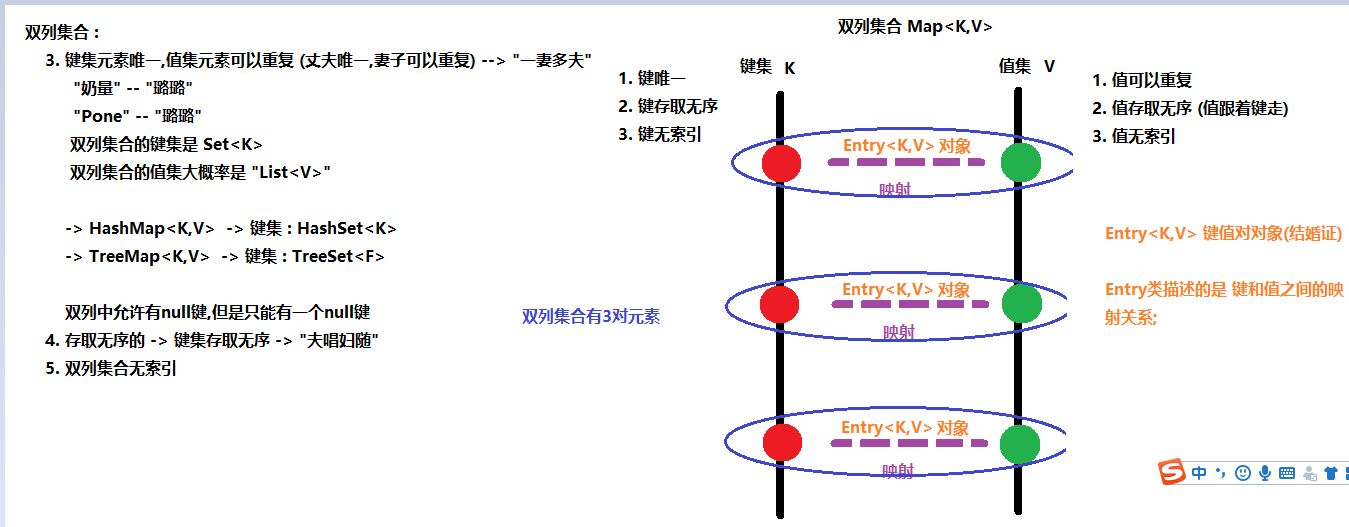 双列集合 :
3. 键集元素唯一,值集元素可以重复 (丈夫唯一,妻子可以重复) --> "一妻多夫"
"奶量" -- "璐璐"
"Pone" -- "璐璐"
双列集合的键集是 Set<K>
双列集合的值集大概率是 "List<V>"
-> HashMap<K,V> -> 键集 : HashSet<K>
-> TreeMap<K,V> -> 键集 : TreeSet<F>
双列中允许有null键,但是只能有一个null键
4. 存取无序的 -> 键集存取无序 -> "夫唱妇随"
5. 双列集合无索引
双列集合 Map<K,V>
键集 K
值集 V
1. 键唯一
2. 键存取无序
3. 键无索引
1. 值可以重复
2. 值存取无序 (值跟着键走)
3. 值无索引
Entry<K,V> 对象
映射
Entry<K,V> 对象
映射
Entry<K,V> 对象
映射
双列集合有3对元素
Entry<K,V> 键值对对象(结婚证)
Entry类描述的是 键和值之间的映
射关系;
中